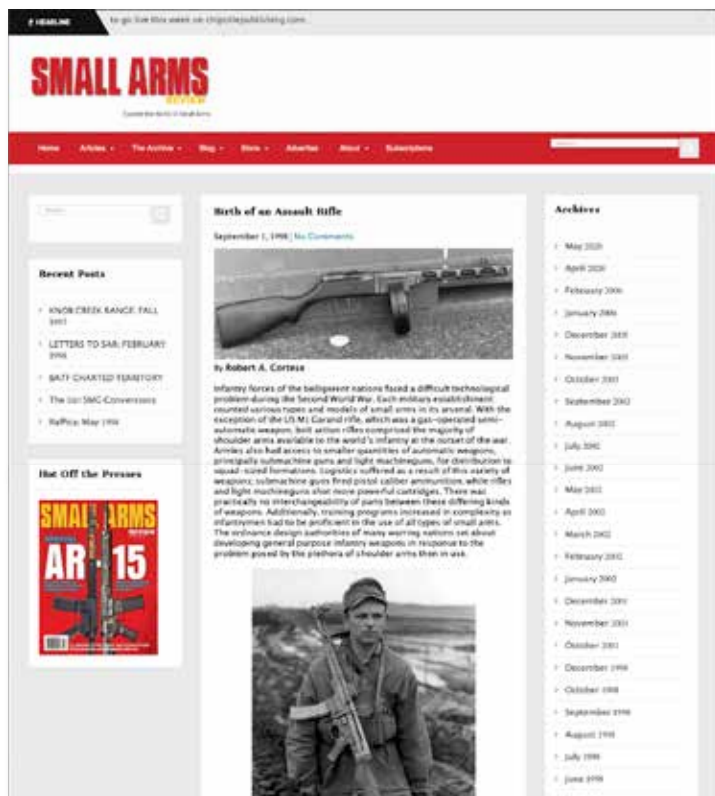 HEADLINE
to go live this week on chipotlepublishing.com
SMALL ARMS
REVIEW
Home Articles The Archive Blog Store Advertise About Subscriptions
Recent Posts
KNOB CREEK RANGE: FALL
1997
LETTERS TO SAR: FEBRUARY
1998
BATF CHARTED TERRITORY
The SMG Conversions
Raffica: May 1998
Hot Off the Presses
SMALL ARMS
REVIEW
AR 15
Birth of an Assault Rifle
September 1, 1998 | No Comments
By Robert A. Cortese
Infantry forces of the belligerent nations faced a difficult technological
problem during the Second World War. Each military establishment
counted various types and models of small arms in its arsenal. With the
exception of the US M1 Garand rifle, which was a gas-operated semi-
automatic weapon, bolt action rifles comprised the majority of
shoulder arms available to the world's infantry at the outset of the war.
Armies also had access to smaller quantities of automatic weapons,
principally submachine guns and light machineguns, for distribution to
squad-sized formations. Logistics suffered as a result of this variety of
weapons; submachine guns fired pistol caliber ammunition, while rifles
and light machineguns shot more powerful cartridges. There was
practically no interchangeability of parts between these differing kinds
of weapons. Additionally, training programs increased in complexity as
infantrymen had to be proficient in the use of all types of small arms.
The ordnance design authorities of many warring nations set about
developing general purpose infantry weapons in response to the
problem posed by the plethora of shoulder arms then in use.
Archives
May 2020
April 2020
February 2006
January 2006
December 2005
November 2005
October 2003
September 2002
August 2002
July 2002
June 2002
May 2002
April 2002
March 2002
February 2002
January 2002
December 2001
November 2001
October 2001
December 1998
October 1998
September 1998
August 1998
July 1998
June 1998